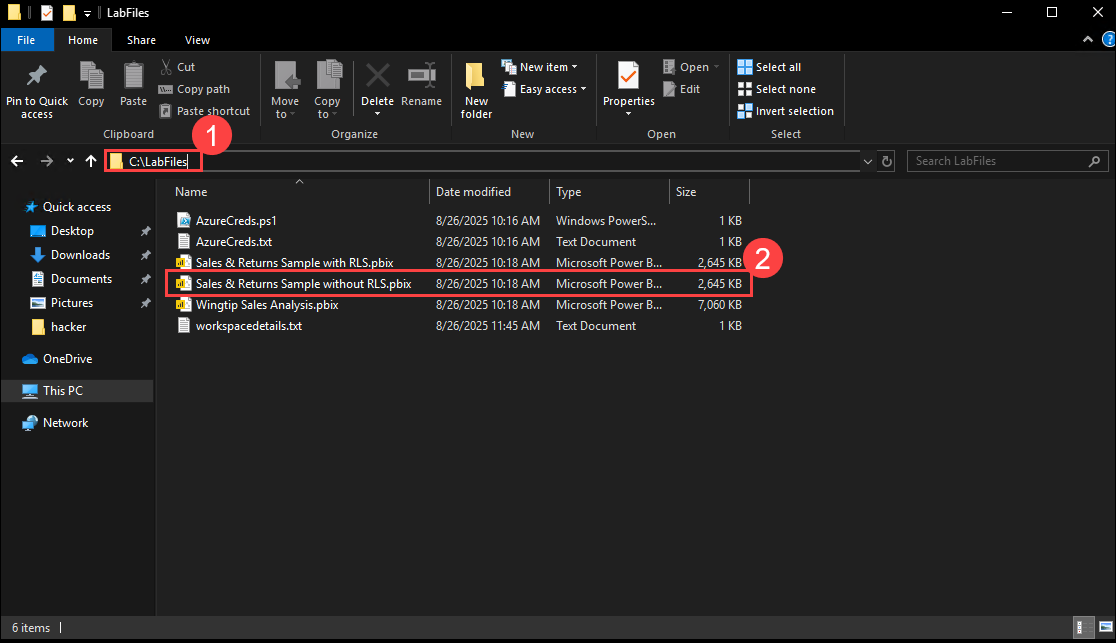 LabFiles
File Home Share View
Pin to Quick access
Copy
Paste
Cut
Copy path
Paste shortcut
Clipboard
Move to
Copy to
Delete
Rename
Organize
New folder
New item
Easy access
New
Properties
Open
Edit
Open
Select all
Select none
Invert selection
Select
1
C:\LabFiles
Search LabFiles
Quick access
Desktop
Downloads
Documents
Pictures
hacker
OneDrive
This PC
Network
Name Date modified Type Size
AzureCreds.ps1 8/26/2025 10:16 AM Windows PowerS... 1 KB
AzureCreds.txt 8/26/2025 10:16 AM Text Document 1 KB
Sales & Returns Sample with RLS.pbix 8/26/2025 10:18 AM Microsoft Power B... 2,645 KB
2
Sales & Returns Sample without RLS.pbix 8/26/2025 10:18 AM Microsoft Power B... 2,645 KB
Wingtip Sales Analysis.pbix 8/26/2025 10:18 AM Microsoft Power B... 7,060 KB
workspacedetails.txt 8/26/2025 11:45 AM Text Document 1 KB
6 items